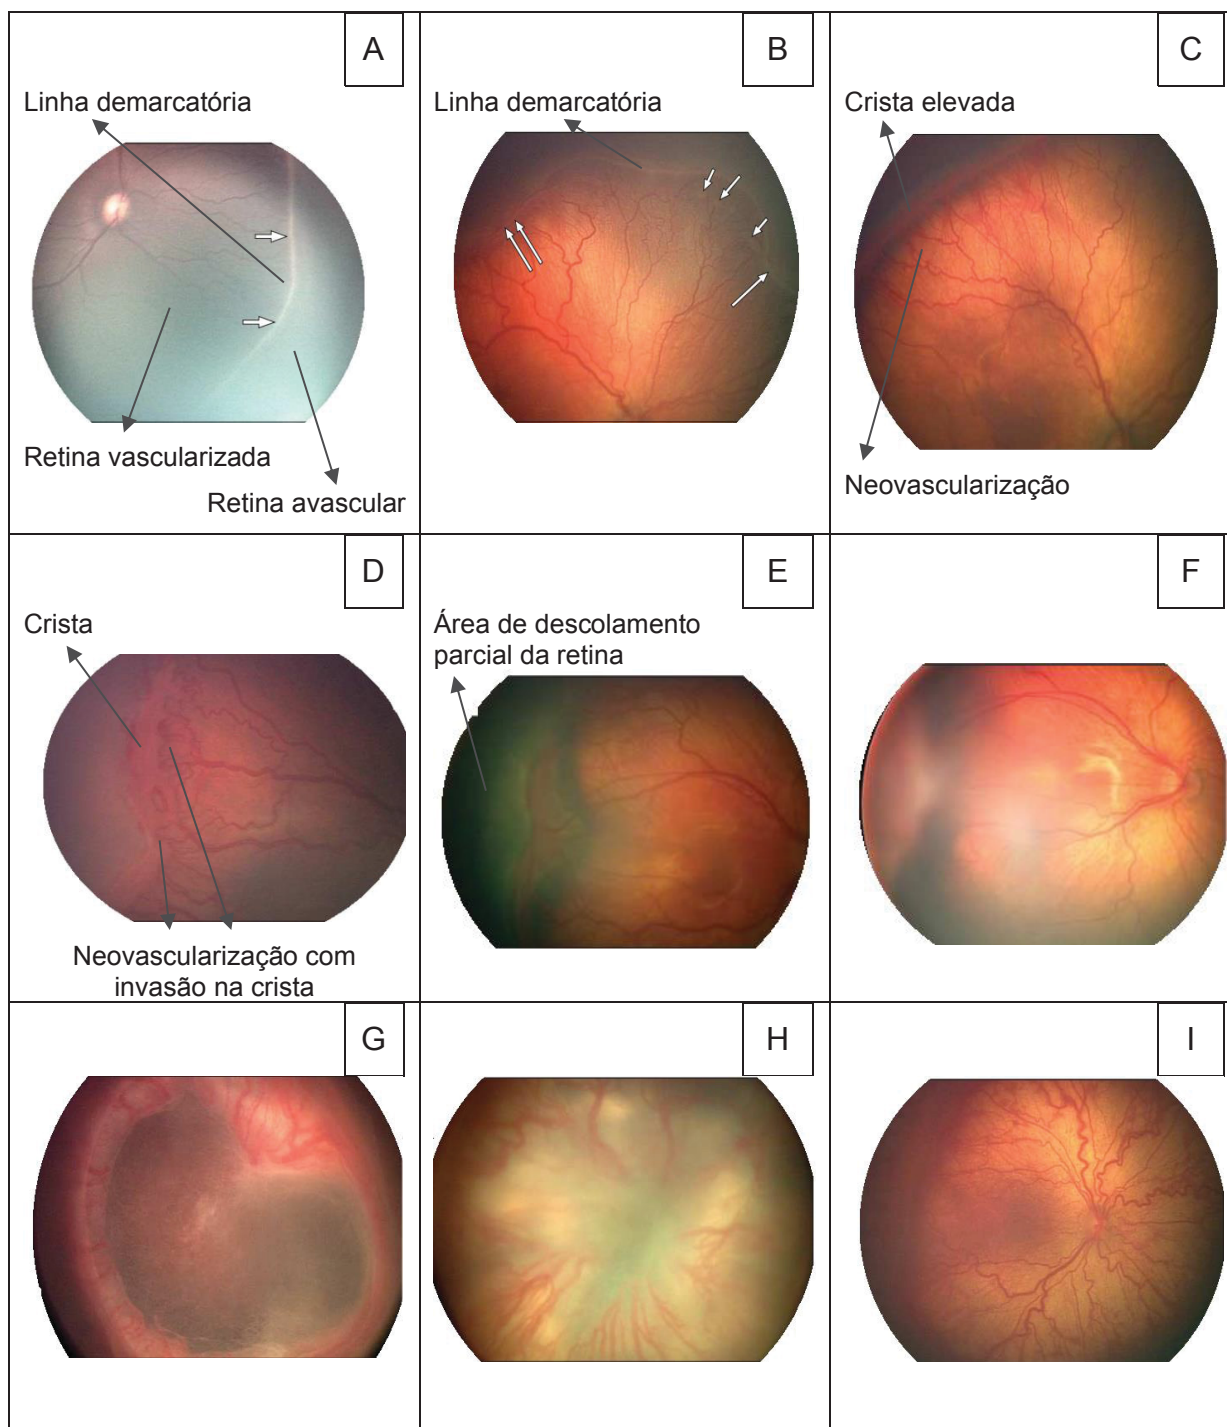 A
Linha demarcatória
Retina vascularizada
Retina avascular
B
Linha demarcatória
C
Crista elevada
Neovascularização
D
Crista
Neovascularização com
invasão na crista
E
Área de descolamento
parcial da retina
F
G
H
I